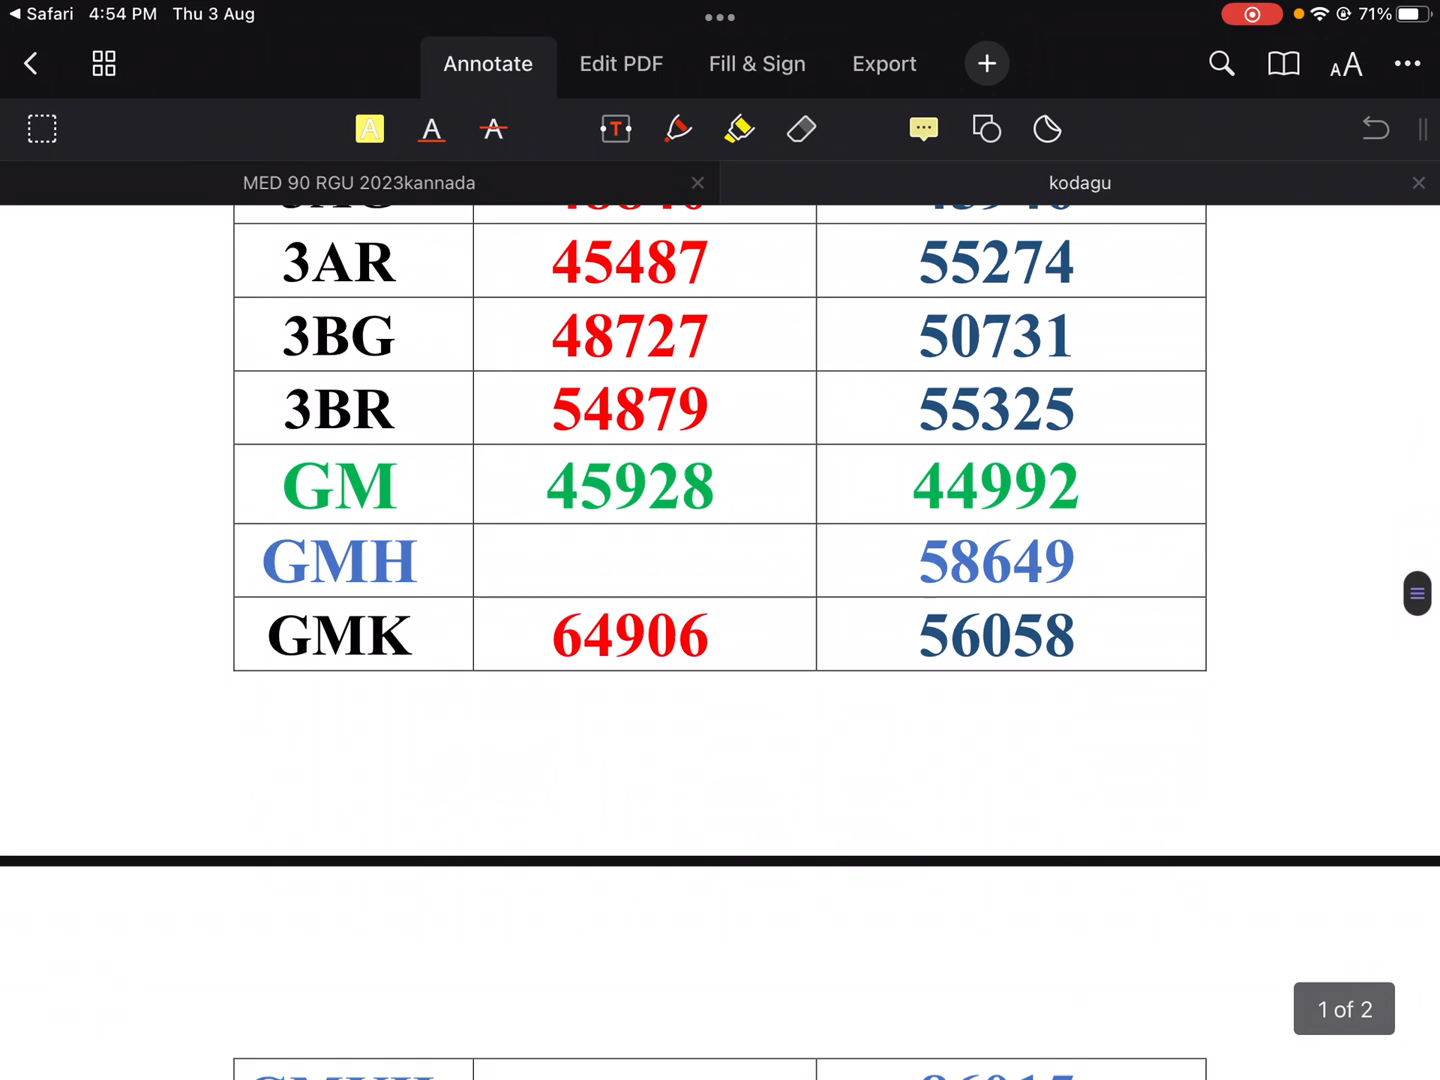 Safari 4:54 PM Thu 3 Aug 71%
Annotate Edit PDF Fill & Sign Export
AA
A A A T
MED 90 RGU 2023kannada kodagu
3AR 45487 55274
3BG 48727 50731
3BR 54879 55325
GM 45928 44992
GMH 58649
GMK 64906 56058
1 of 2